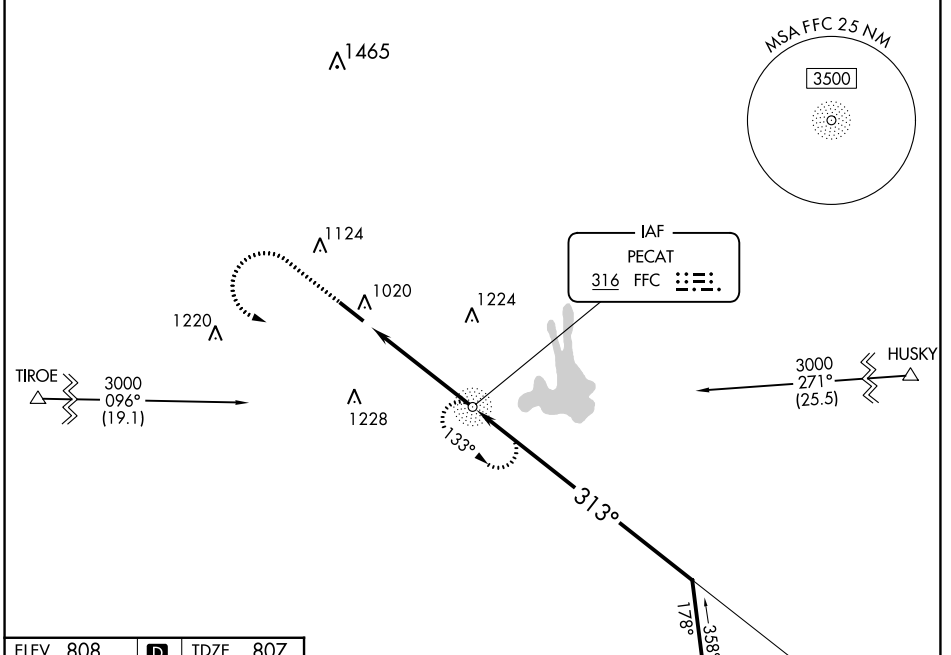 1465
MSA FFC 25 NM
3500
1124
IAF
PECAT
316 FFC
1020
1224
1220
TIROE
3000
096°
(19.1)
HUSKY
3000
271°
(25.5)
1228
133°
313°
178°
358°
ELEV 808 D TDZE 807